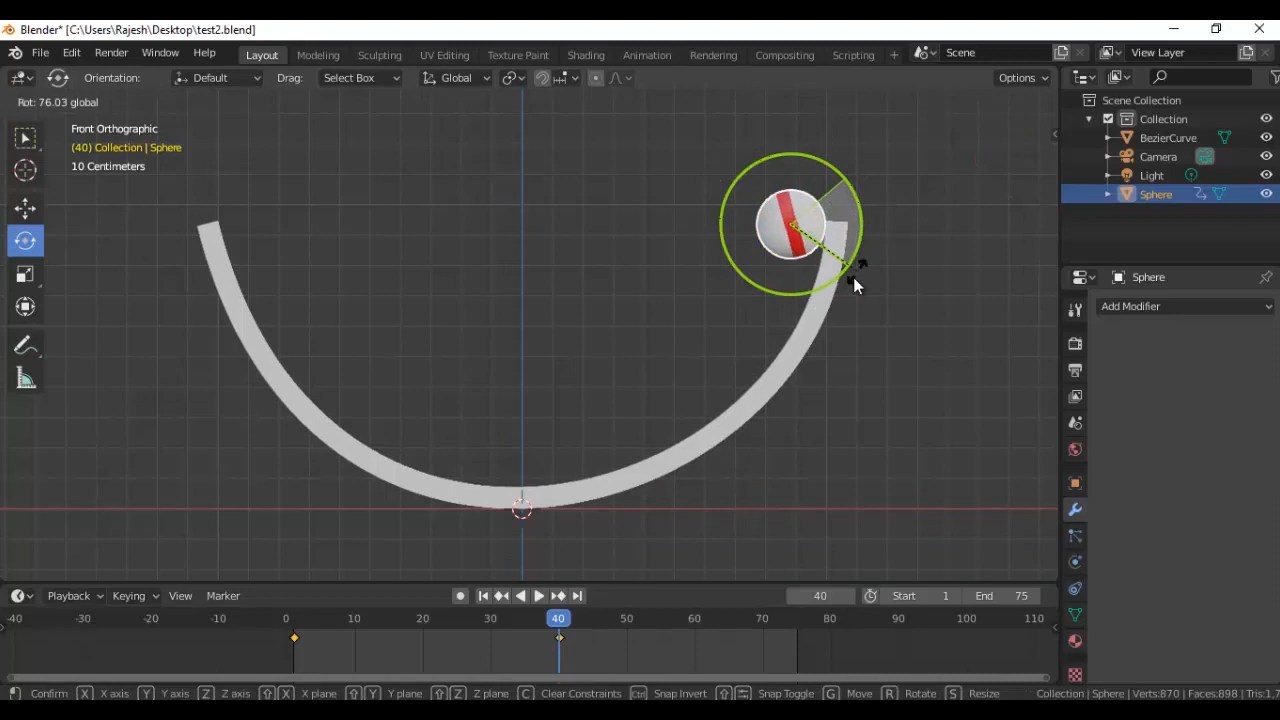 Blender* [C:\Users\Rajesh\Desktop\test2.blend]
File Edit Render Window Help Layout Modeling Sculpting UV Editing Texture Paint Shading Animation Rendering Compositing Scripting + Scene View Layer
Orientation: Default Drag: Select Box Global Options
Rot: 76.03 global
Front Orthographic
(40) Collection | Sphere
10 Centimeters
Scene Collection
Collection
BezierCurve
Camera
Light
Sphere
Sphere
Add Modifier
Playback Keying View Marker 40 Start 1 End 75
-40 -30 -20 -10 0 10 20 30 40 50 60 70 80 90 100 110
Confirm X X axis Y Y axis Z Z axis X X plane Y Y plane Z Z plane C Clear Constraints Ctrl Snap Invert Snap Toggle G Move R Rotate S Resize Collection | Sphere | Verts:870 | Faces:898 | Tris:1,7